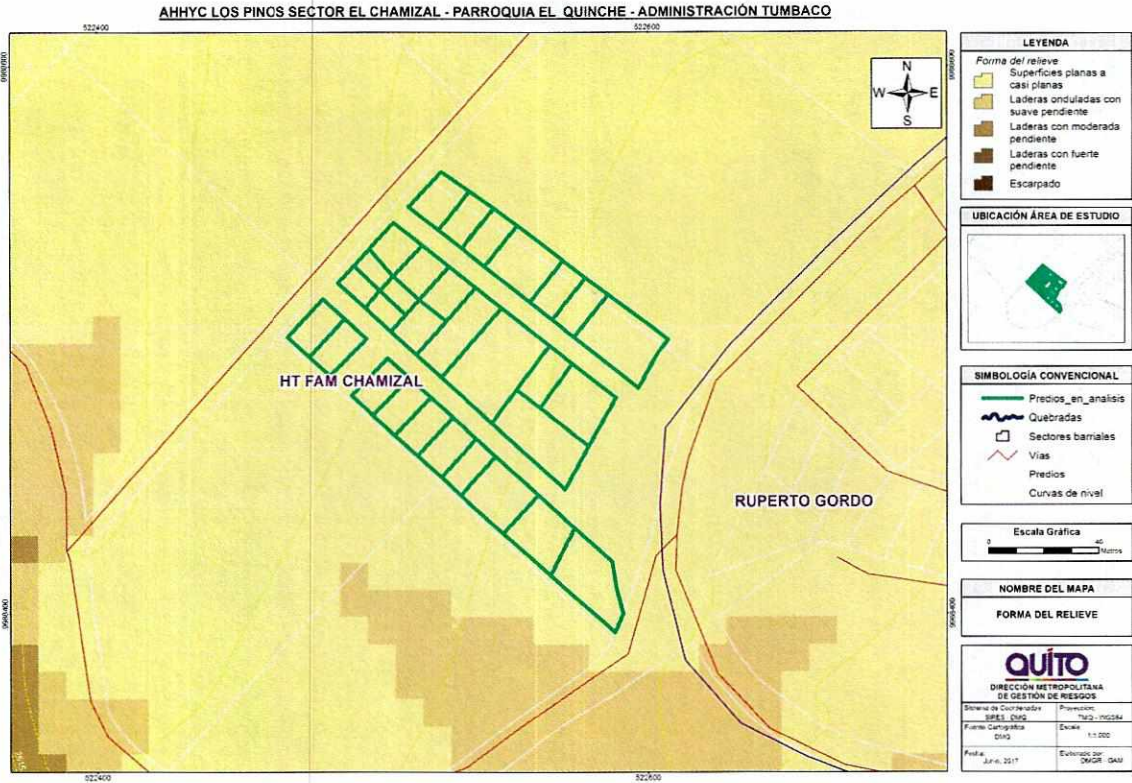 AHHYC LOS PINOS SECTOR EL CHAMIZAL - PARROQUIA EL QUINCHE - ADMINISTRACIÓN TUMBACO
522400
522600
N
W E
S
HT FAM CHAMIZAL
RUPERTO GORDO
522400
522600
LEYENDA
Forma del relieve
Superficies planas a
casi planas
Laderas onduladas con
suave pendiente
Laderas con moderada
pendiente
Laderas con fuerte
pendiente
Escarpado
UBICACIÓN ÁREA DE ESTUDIO
SIMBOLOGÍA CONVENCIONAL
Predios_en_analisis
Quebradas
Sectores barriales
Vías
Predios
Curvas de nivel
Escala Gráfica
0 40
Metros
NOMBRE DEL MAPA
FORMA DEL RELIEVE
QUITO
DIRECCIÓN METROPOLITANA
DE GESTIÓN DE RIESGOS
Sistema de Coordenadas
SIRES - DMQ
Proyección:
TMQ - WGS84
Fuente Cartográfica
DMQ
Escala:
1:1.000
Fecha:
Junio, 2017
Elaborado por:
DMGR - GAM